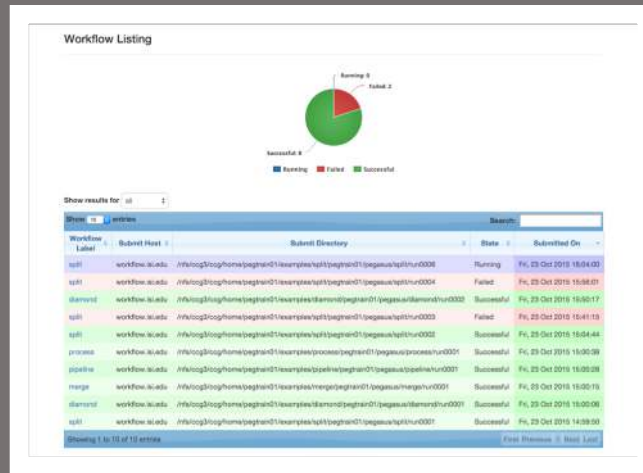 Workflow Listing
Running: 0
Failed: 2
Successful: 8
Running Failed Successful
Show results for all
Show 10 entries Search:
Workflow Label Submit Host Submit Directory State Submitted On
split workflow.isi.edu /nfs/ccg3/ccg/home/pegtrain01/examples/split/pegtrain01/pegasus/split/run0006 Running Fri, 23 Oct 2015 16:04:00
split workflow.isi.edu /nfs/ccg3/ccg/home/pegtrain01/examples/split/pegtrain01/pegasus/split/run0004 Failed Fri, 23 Oct 2015 15:56:01
diamond workflow.isi.edu /nfs/ccg3/ccg/home/pegtrain01/examples/diamond/pegtrain01/pegasus/diamond/run0002 Successful Fri, 23 Oct 2015 15:50:17
split workflow.isi.edu /nfs/ccg3/ccg/home/pegtrain01/examples/split/pegtrain01/pegasus/split/run0003 Failed Fri, 23 Oct 2015 15:41:15
split workflow.isi.edu /nfs/ccg3/ccg/home/pegtrain01/examples/split/pegtrain01/pegasus/split/run0002 Successful Fri, 23 Oct 2015 15:04:44
process workflow.isi.edu /nfs/ccg3/ccg/home/pegtrain01/examples/process/pegtrain01/pegasus/process/run0001 Successful Fri, 23 Oct 2015 15:00:38
pipeline workflow.isi.edu /nfs/ccg3/ccg/home/pegtrain01/examples/pipeline/pegtrain01/pegasus/pipeline/run0001 Successful Fri, 23 Oct 2015 15:00:28
merge workflow.isi.edu /nfs/ccg3/ccg/home/pegtrain01/examples/merge/pegtrain01/pegasus/merge/run0001 Successful Fri, 23 Oct 2015 15:00:15
diamond workflow.isi.edu /nfs/ccg3/ccg/home/pegtrain01/examples/diamond/pegtrain01/pegasus/diamond/run0001 Successful Fri, 23 Oct 2015 15:00:06
split workflow.isi.edu /nfs/ccg3/ccg/home/pegtrain01/examples/split/pegtrain01/pegasus/split/run0001 Successful Fri, 23 Oct 2015 14:59:50
Showing 1 to 10 of 10 entries First Previous 1 Next Last